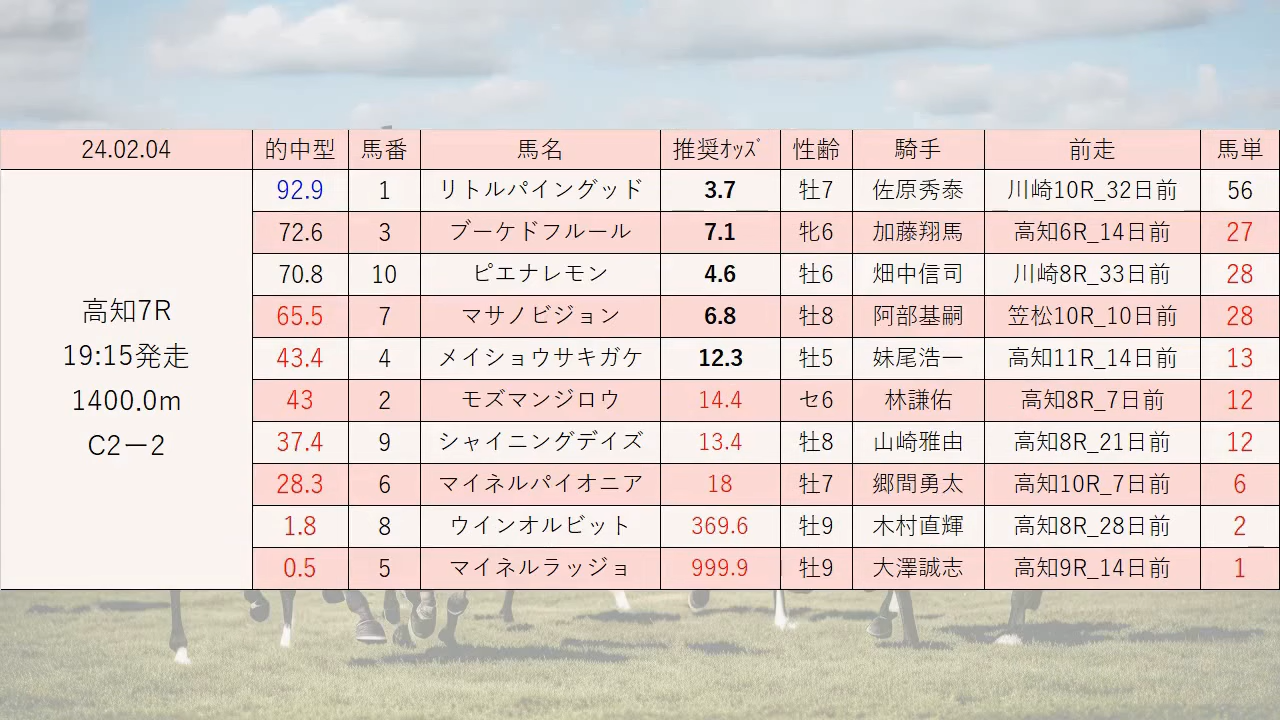 24.02.04 的中型 馬番 馬名 推奨ｵｯｽﾞ 性齢 騎手 前走 馬単
92.9 1 リトルパイングッド 3.7 牡7 佐原秀泰 川崎10R_32日前 56
72.6 3 ブーケドフルール 7.1 牝6 加藤翔馬 高知6R_14日前 27
70.8 10 ピエナレモン 4.6 牡6 畑中信司 川崎8R_33日前 28
高知7R
19:15発走
1400.0m
C2ー2
65.5 7 マサノビジョン 6.8 牡8 阿部基嗣 笠松10R_10日前 28
43.4 4 メイショウサキガケ 12.3 牡5 妹尾浩一 高知11R_14日前 13
43 2 モズマンジロウ 14.4 セ6 林謙佑 高知8R_7日前 12
37.4 9 シャイニングデイズ 13.4 牡8 山崎雅由 高知8R_21日前 12
28.3 6 マイネルパイオニア 18 牡7 郷間勇太 高知10R_7日前 6
1.8 8 ウインオルビット 369.6 牡9 木村直輝 高知8R_28日前 2
0.5 5 マイネルラッジョ 999.9 牡9 大澤誠志 高知9R_14日前 1